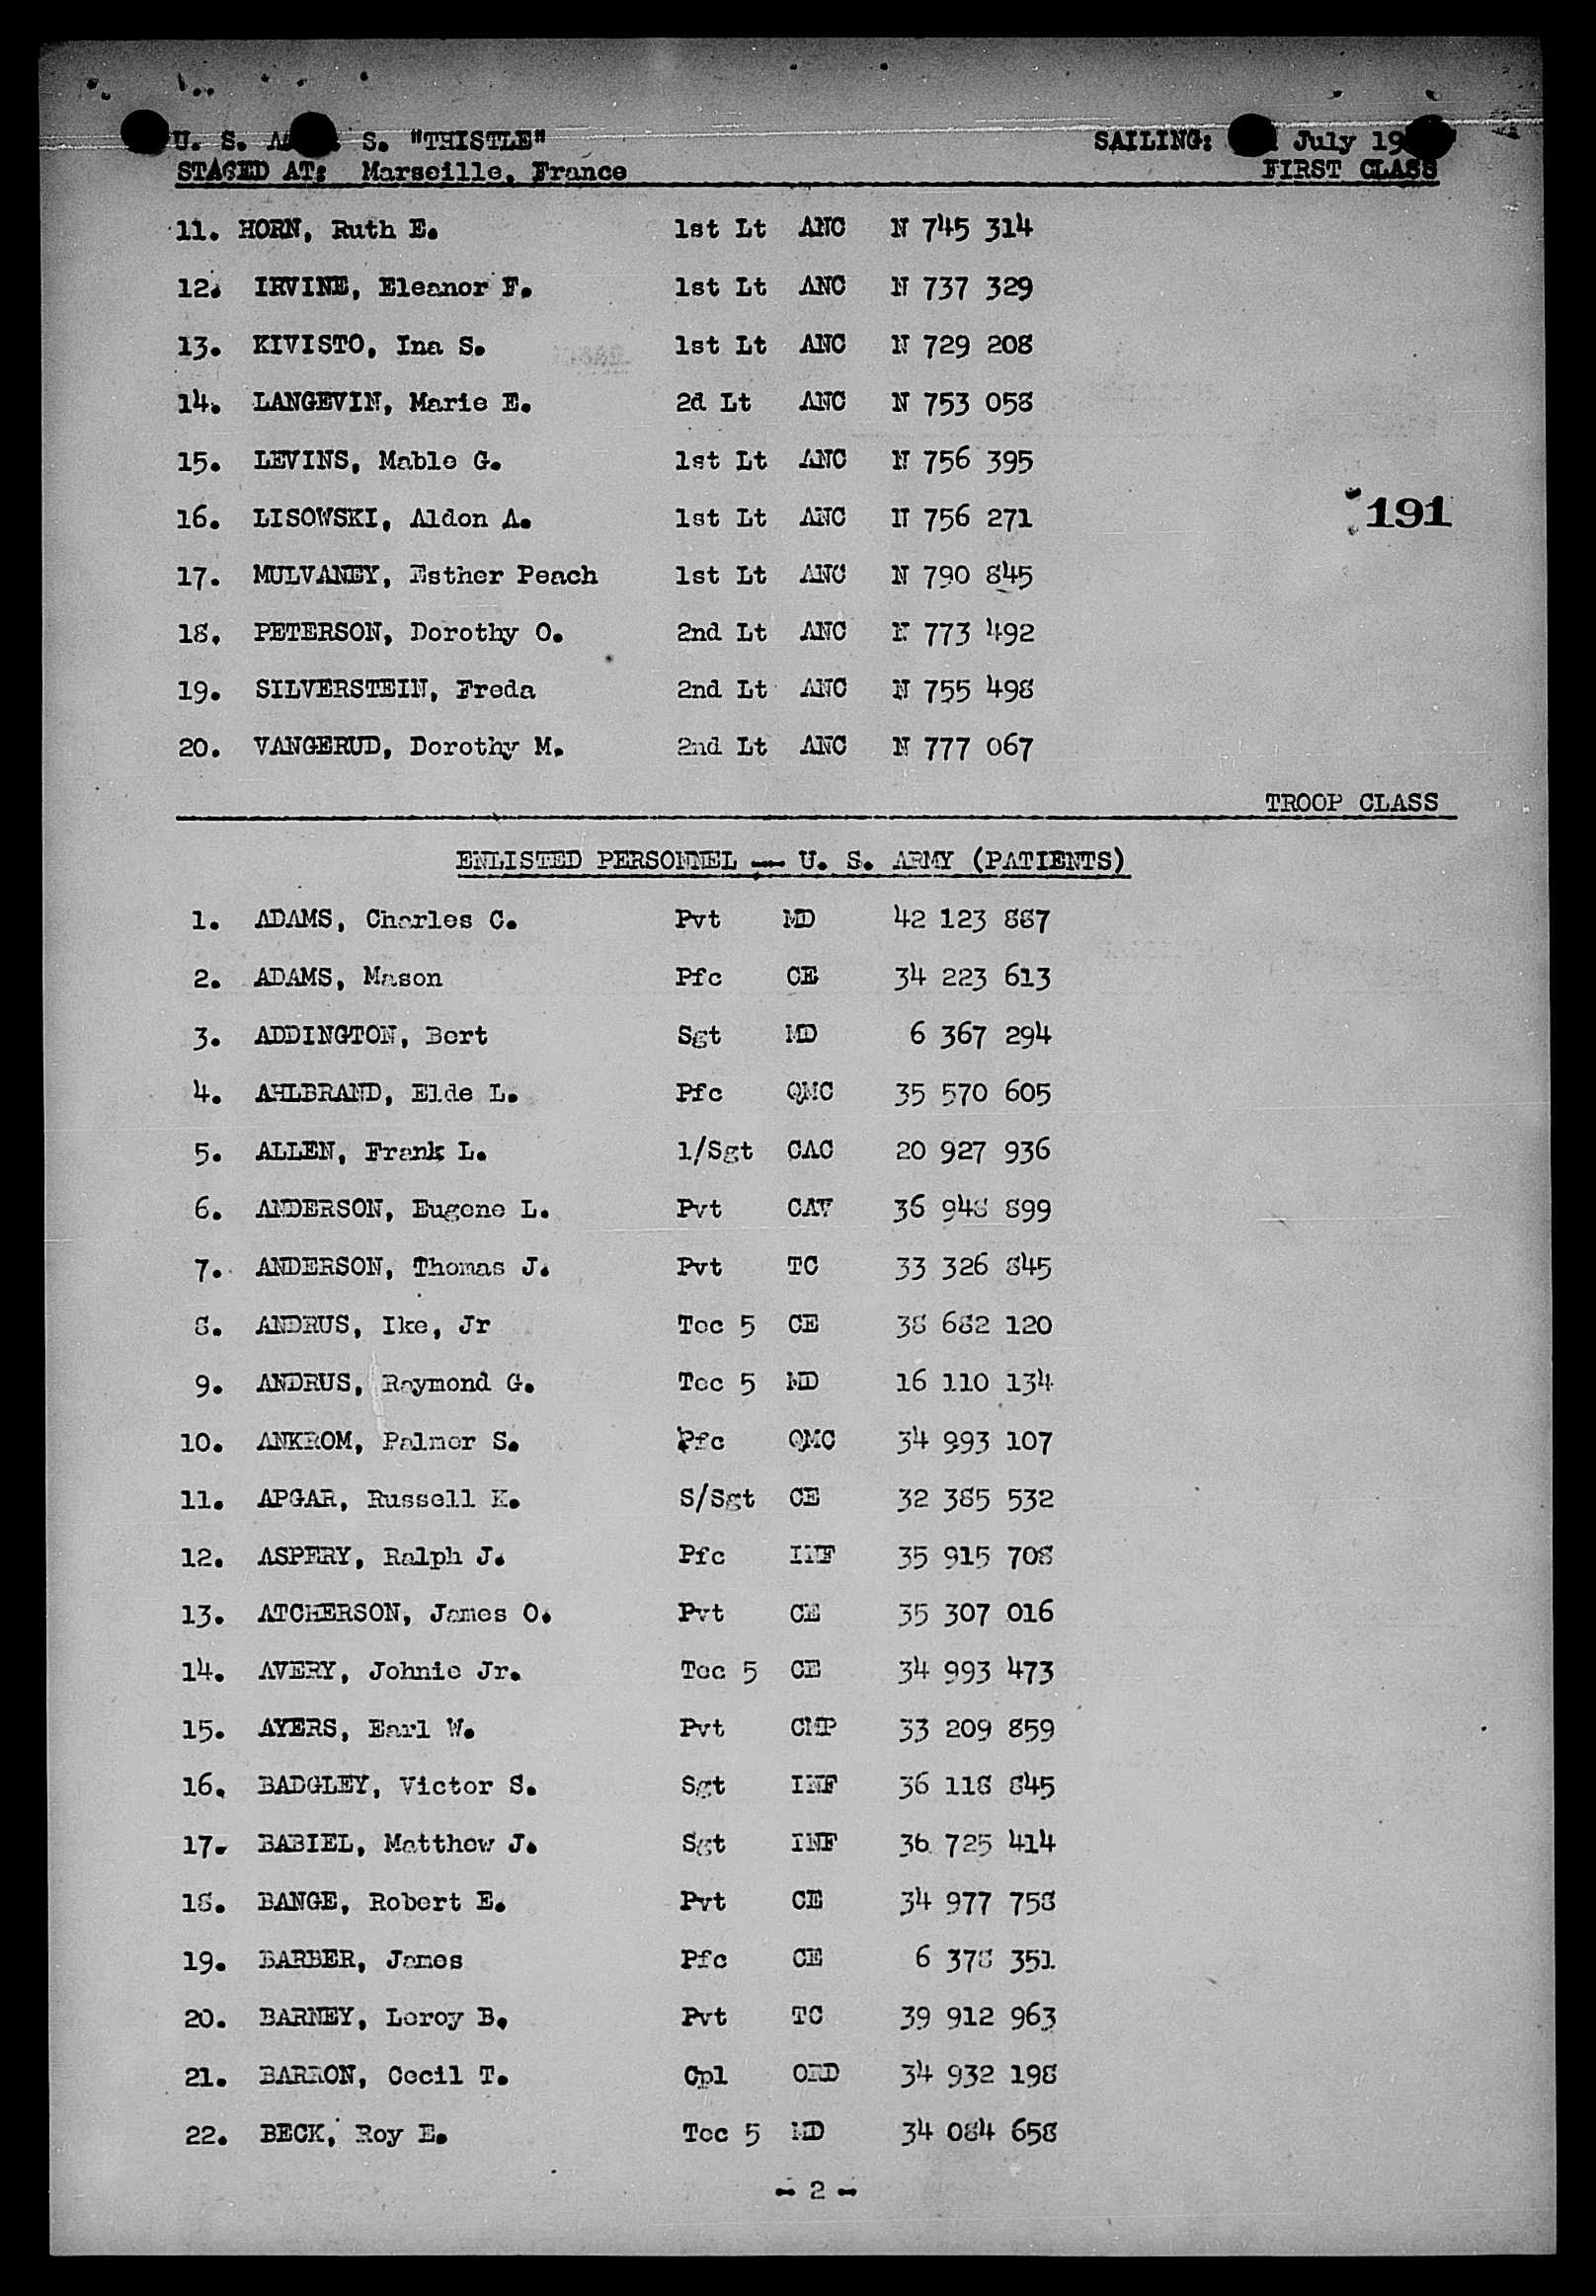 U. S. A S. "THISTLE" SAILING: July 19
STAGED AT: Marseille, France FIRST CLASS
11. HORN, Ruth E. 1st Lt ANC N 745 314
12. IRVINE, Eleanor F. 1st Lt ANC N 737 329
13. KIVISTO, Ina S. 1st Lt ANC N 729 208
14. LANGEVIN, Marie E. 2d Lt ANC N 753 058
15. LEVINS, Mable G. 1st Lt ANC N 756 395
16. LISOWSKI, Aldon A. 1st Lt ANC N 756 271
191
17. MULVANEY, Esther Peach 1st Lt ANC N 790 845
18. PETERSON, Dorothy O. 2nd Lt ANC N 773 492
19. SILVERSTEIN, Freda 2nd Lt ANC N 755 498
20. VANGERUD, Dorothy M. 2nd Lt ANC N 777 067
TROOP CLASS
ENLISTED PERSONNEL -- U. S. ARMY (PATIENTS)
1. ADAMS, Charles C. Pvt MD 42 123 887
2. ADAMS, Mason Pfc CE 34 223 613
3. ADDINGTON, Bert Sgt MD 6 367 294
4. AHLBRAND, Elde L. Pfc QMC 35 570 605
5. ALLEN, Frank L. 1/Sgt CAC 20 927 936
6. ANDERSON, Eugene L. Pvt CAV 36 948 899
7. ANDERSON, Thomas J. Pvt TC 33 326 845
8. ANDRUS, Ike, Jr Tec 5 CE 38 682 120
9. ANDRUS, Raymond G. Tec 5 MD 16 110 134
10. ANKROM, Palmer S. Pfc QMC 34 993 107
11. APGAR, Russell K. S/Sgt CE 32 385 532
12. ASPERY, Ralph J. Pfc INF 35 915 708
13. ATCHERSON, James O. Pvt CE 35 307 016
14. AVERY, Johnie Jr. Tec 5 CE 34 993 473
15. AYERS, Earl W. Pvt CMP 33 209 859
16. BADGLEY, Victor S. Sgt INF 36 118 845
17. BABIEL, Matthew J. Sgt INF 36 725 414
18. BANGE, Robert E. Pvt CE 34 977 758
19. BARBER, James Pfc CE 6 378 351
20. BARNEY, Leroy B. Pvt TC 39 912 963
21. BARRON, Cecil T. Cpl ORD 34 932 198
22. BECK, Roy E. Tec 5 MD 34 084 658
- 2 -